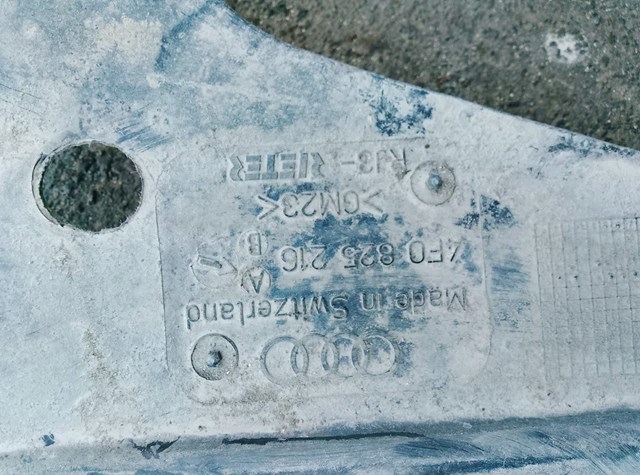 Made in Switzerland
4F0 825 216 B
>GM23<
RJ3-RIETER